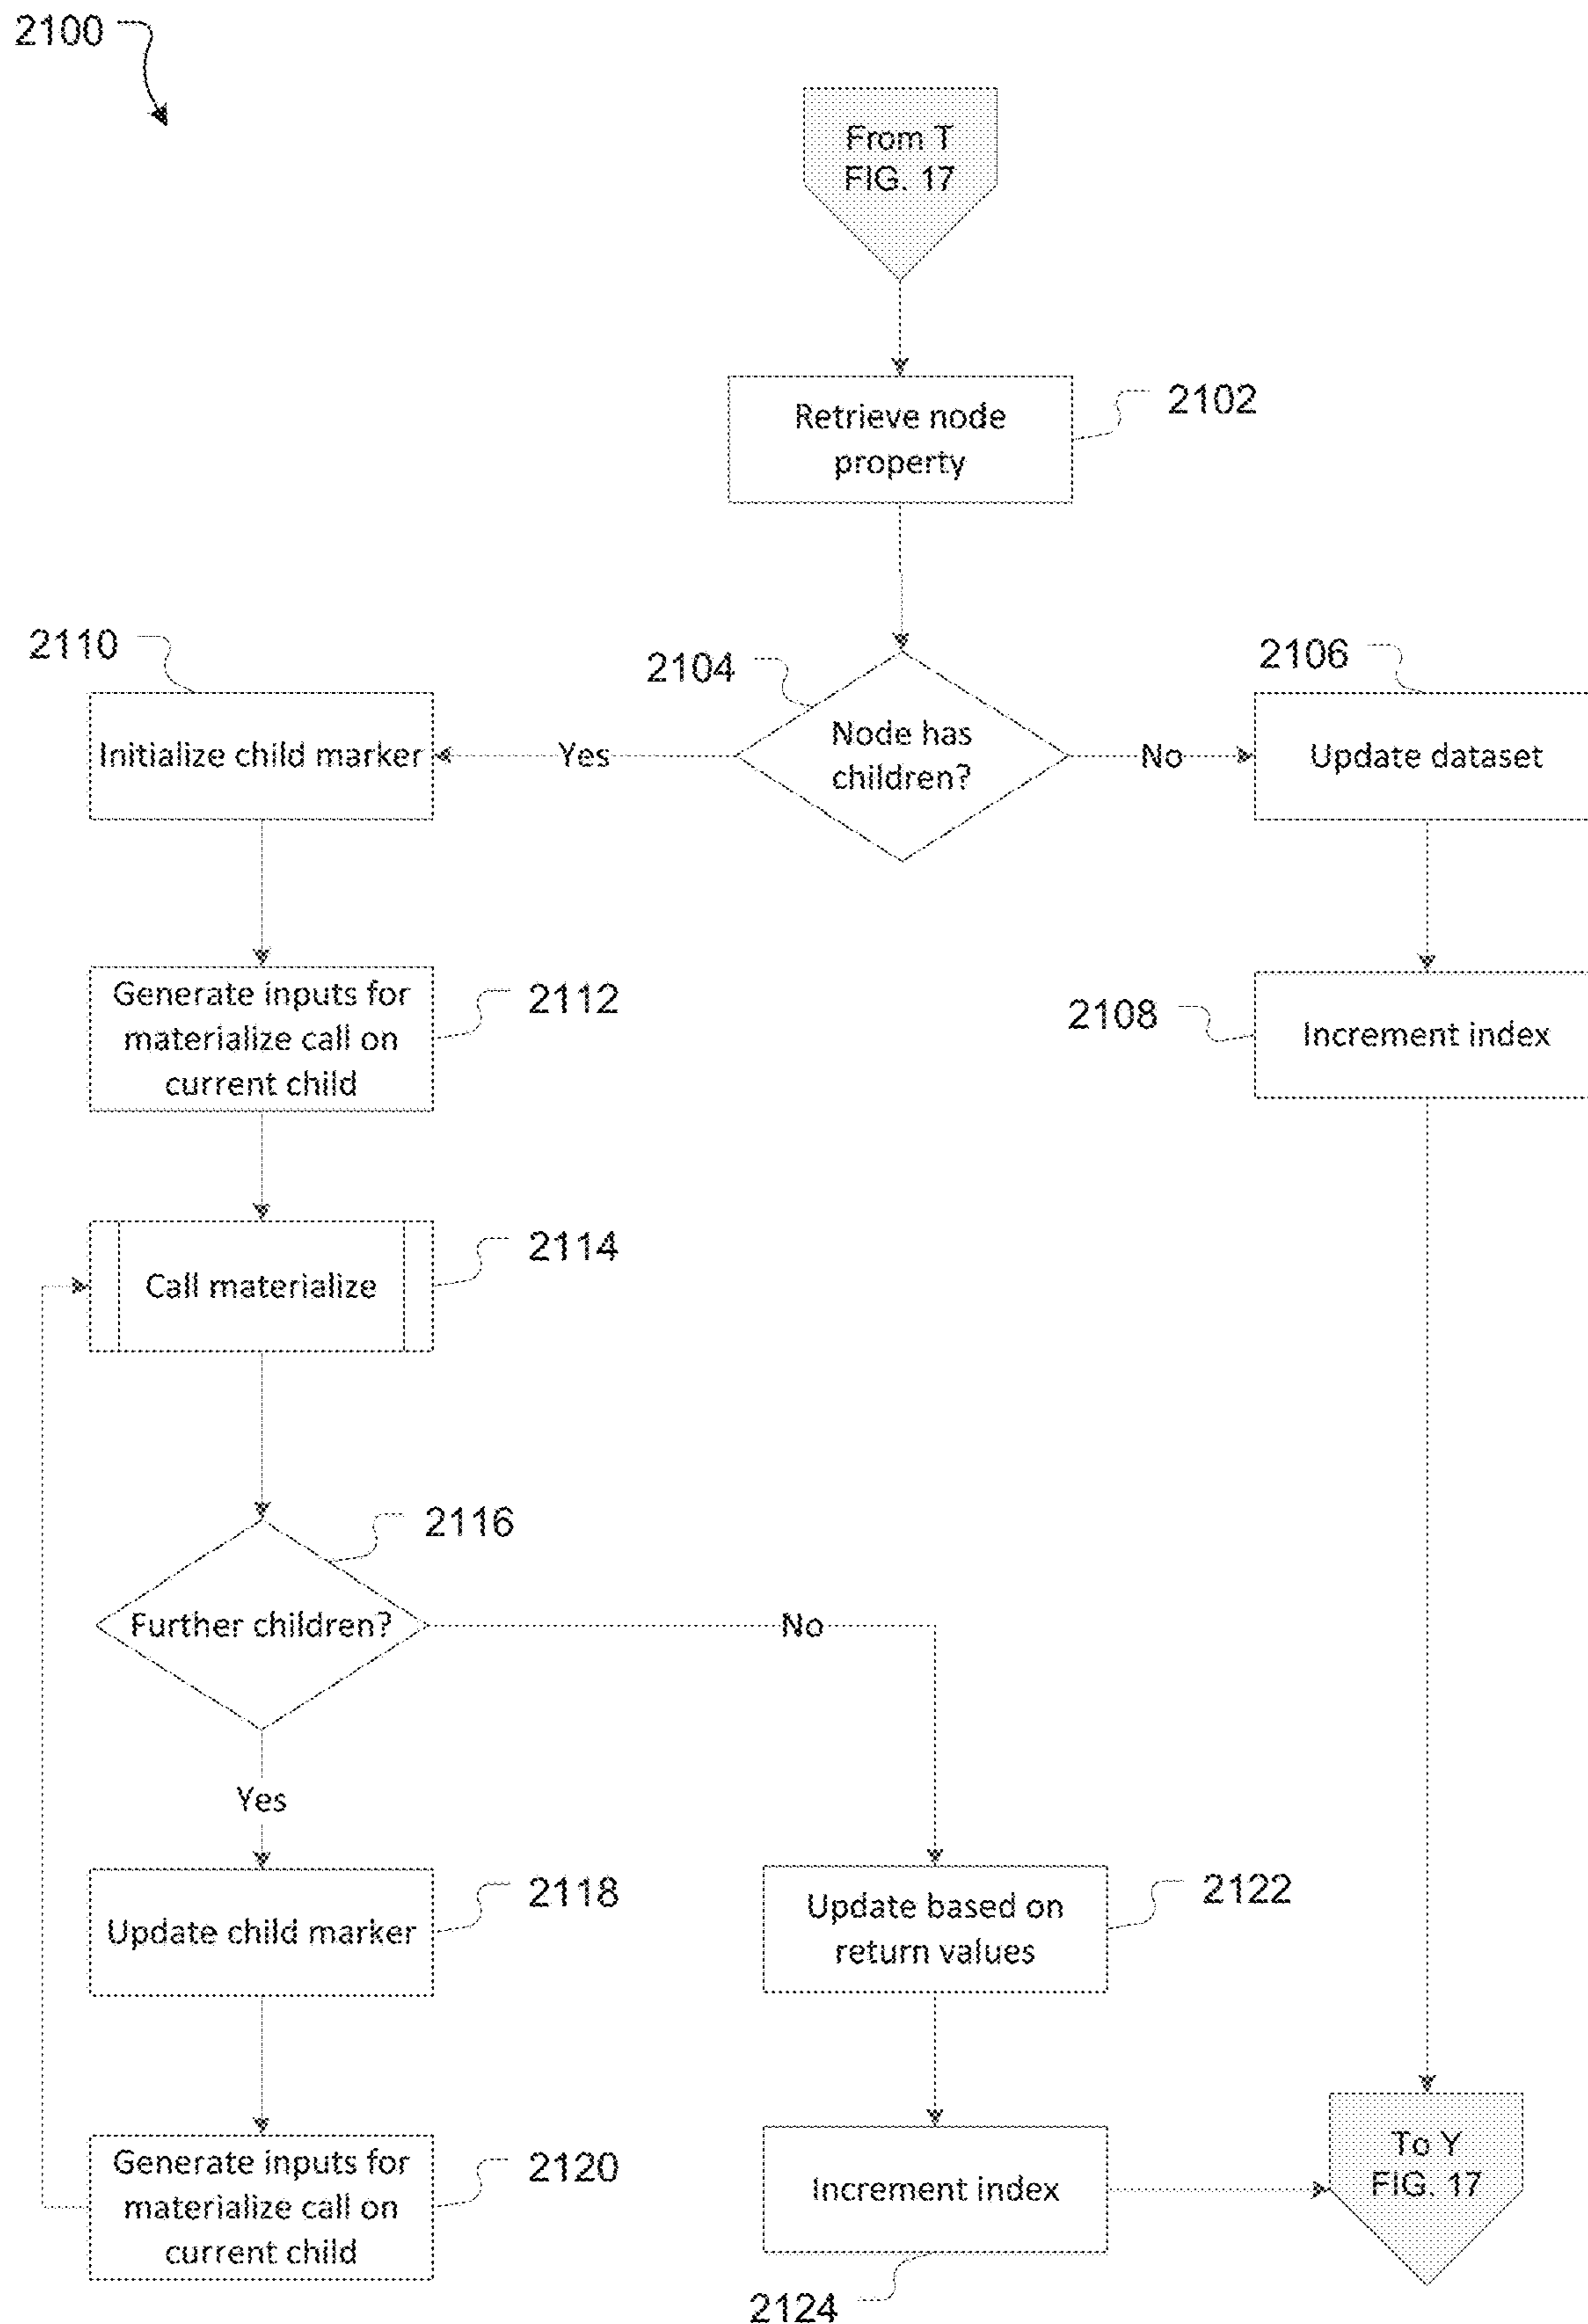 2100
From T
FIG. 17
Retrieve node
property
2102
2110
2104
2106
Initialize child marker
Yes
Node has
children?
No
Update dataset
Generate inputs for
materialize call on
current child
2112
2108
Increment index
Call materialize
2114
2116
Further children?
No
Yes
Update child marker
2118
Update based on
return values
2122
Generate inputs for
materialize call on
current child
2120
Increment index
2124
To Y
FIG. 17